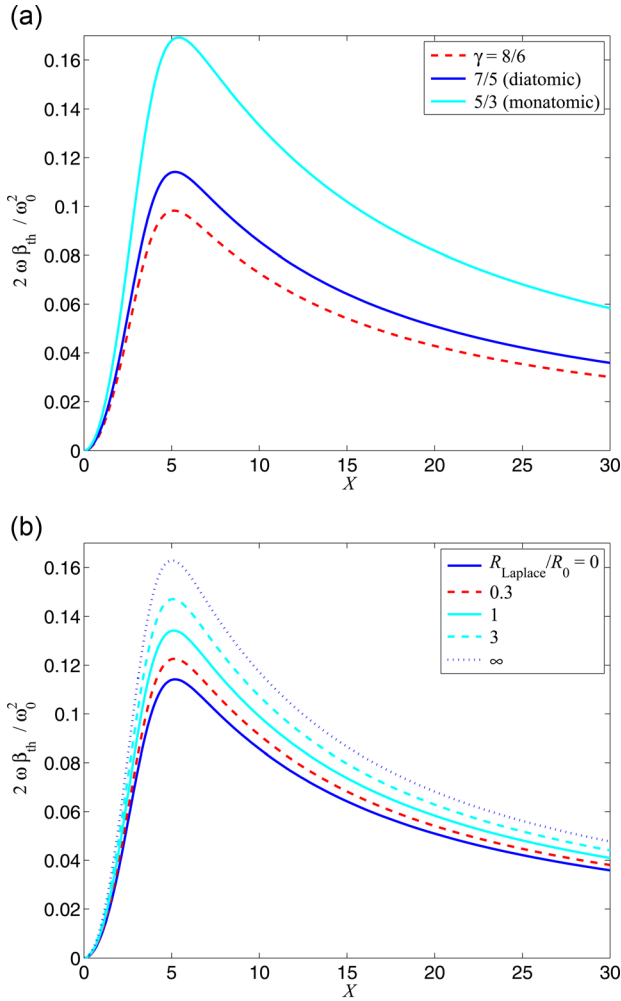 (a)
0.16
0.14
0.12
0.1
0.08
0.06
0.04
0.02
0
2 ω β_th / ω_0^2
γ = 8/6
7/5 (diatomic)
5/3 (monatomic)
0 5 10 15 20 25 30
X
(b)
0.16
0.14
0.12
0.1
0.08
0.06
0.04
0.02
0
2 ω β_th / ω_0^2
R_Laplace/R_0 = 0
0.3
1
3
∞
0 5 10 15 20 25 30
X